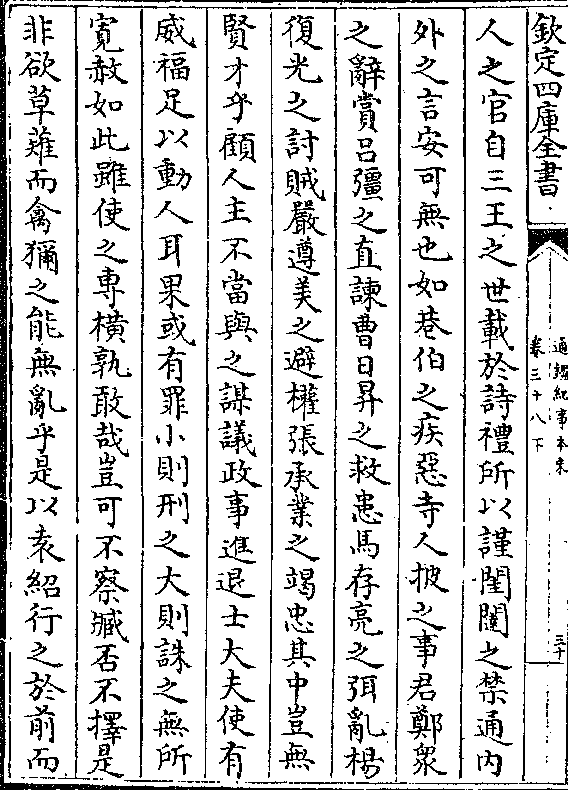 欽定四庫全書
通鑑紀事本末
卷三十八下
三十
人之官自三王之世載於詩禮所以謹閨闥之禁通內
外之言安可無也如巷伯之疾惡寺人披之事君鄭衆
之辭賞吕彊之直諫曹日昇之救患馬存亮之弭亂楊
復光之討賊嚴遵美之避權張承業之竭忠其中豈無
賢才乎顧人主不當與之謀議政事進退士大夫使有
威福足以動人耳果或有罪小則刑之大則誅之無所
寛赦如此雖使之専橫孰敢哉豈可不察臧否不擇是
非欲草薙而禽獮之能無亂乎是以袁紹行之於前而